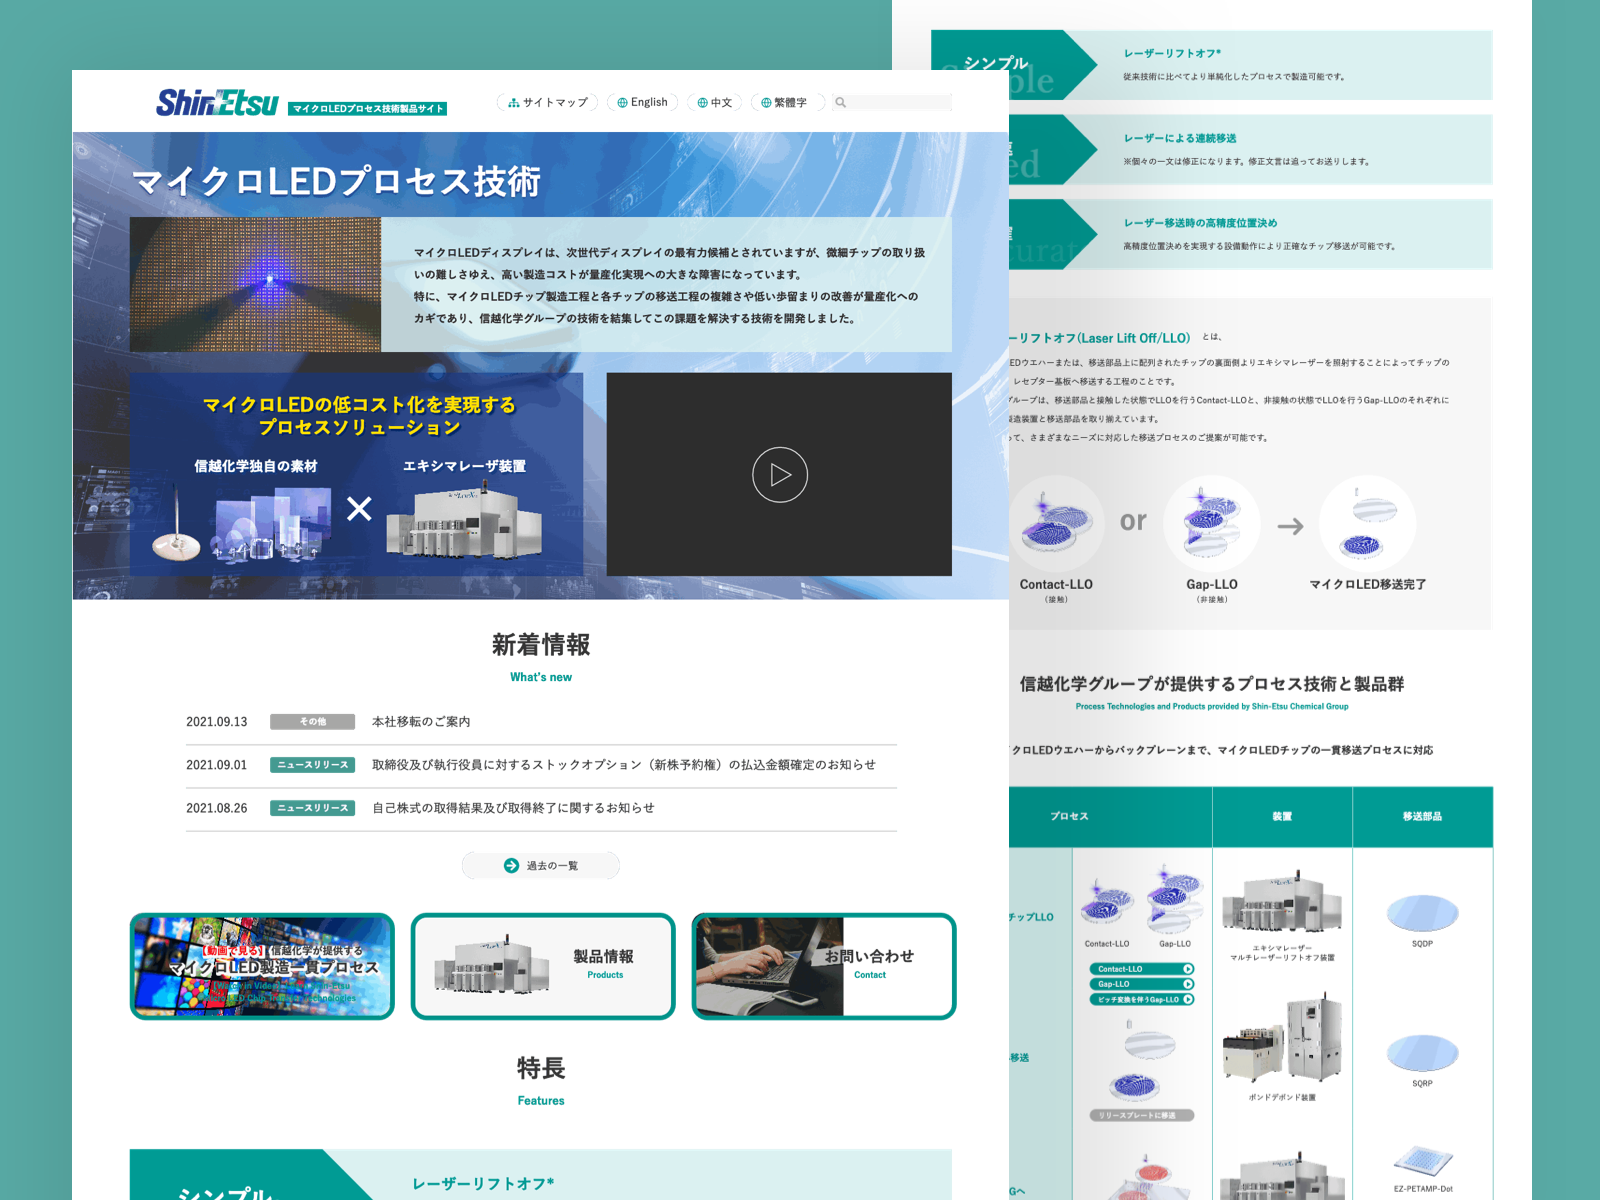 Shin-Etsu
マイクロLEDプロセス技術製品サイト
サイトマップ
English
中文
繁體字
マイクロLEDプロセス技術
マイクロLEDディスプレイは、次世代ディスプレイの最有力候補とされていますが、微細チップの取り扱
いの難しさゆえ、高い製造コストが量産化実現への大きな障害になっています。
特に、マイクロLEDチップ製造工程と各チップの移送工程の複雑さや低い歩留まりの改善が量産化への
カギであり、信越化学グループの技術を結集してこの課題を解決する技術を開発しました。
マイクロLEDの低コスト化を実現する
プロセスソリューション
信越化学独自の素材
×
エキシマレーザ装置
新着情報
What's new
2021.09.13 その他 本社移転のご案内
2021.09.01 ニュースリリース 取締役及び執行役員に対するストックオプション（新株予約権）の払込金額確定のお知らせ
2021.08.26 ニュースリリース 自己株式の取得結果及び取得終了に関するお知らせ
過去の一覧
【動画で見る】信越化学が提供する
マイクロLED製造一貫プロセス
製品情報
Products
お問い合わせ
Contact
特長
Features
シンプル
レーザーリフトオフ*
シンプル
レーザーリフトオフ*
従来技術に比べてより単純化したプロセスで製造可能です。
レーザーによる連続移送
※個々の一文は修正になります。修正文言は追ってお送りします。
レーザー移送時の高精度位置決め
高精度位置決めを実現する設備動作により正確なチップ移送が可能です。
ーリフトオフ(Laser Lift Off/LLO) とは、
EDウエハーまたは、移送部品上に配列されたチップの裏面側よりエキシマレーザーを照射することによってチップの
レセプター基板へ移送する工程のことです。
グループは、移送部品と接触した状態でLLOを行うContact-LLOと、非接触の状態でLLOを行うGap-LLOのそれぞれに
製造装置と移送部品を取り揃えています。
って、さまざまなニーズに対応した移送プロセスのご提案が可能です。
or
Contact-LLO
（接触）
Gap-LLO
（非接触）
マイクロLED移送完了
信越化学グループが提供するプロセス技術と製品群
Process Technologies and Products provided by Shin-Etsu Chemical Group
クロLEDウエハーからバックプレーンまで、マイクロLEDチップの一貫移送プロセスに対応
プロセス
装置
移送部品
チップLLO
Contact-LLO
Gap-LLO
Contact-LLO
Gap-LLO
ピッチ変換を伴うGap-LLO
エキシマレーザー
マルチレーザーリフトオフ装置
SQDP
移送
リリースプレートに移送
ボンドデボンド装置
SQRP
Gへ
EZ-PETAMP-Dot